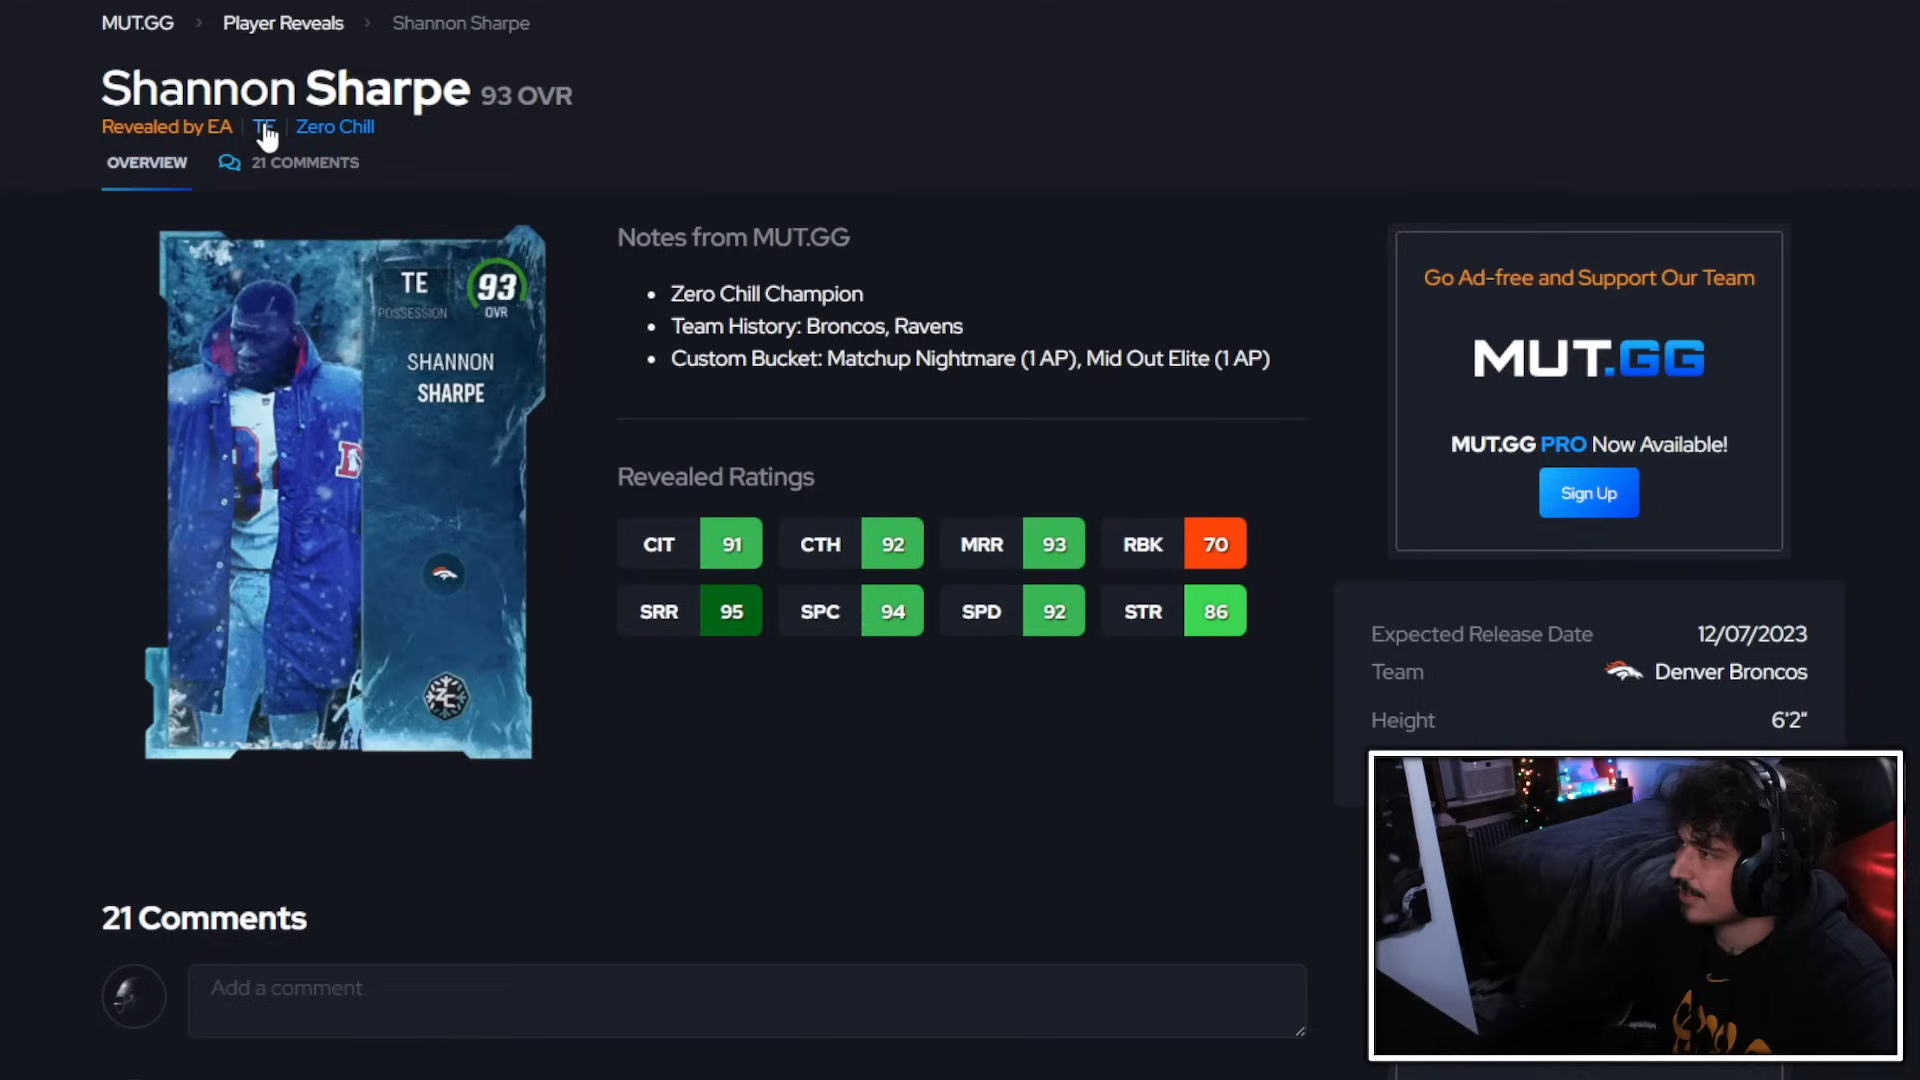 MUT.GG > Player Reveals > Shannon Sharpe
Shannon Sharpe 93 OVR
Revealed by EA | TE | Zero Chill
OVERVIEW 21 COMMENTS
TE 93
POSSESSION OVR
SHANNON
SHARPE
ZC
Notes from MUT.GG
• Zero Chill Champion
• Team History: Broncos, Ravens
• Custom Bucket: Matchup Nightmare (1 AP), Mid Out Elite (1 AP)
Revealed Ratings
CIT 91 CTH 92 MRR 93 RBK 70
SRR 95 SPC 94 SPD 92 STR 86
Go Ad-free and Support Our Team
MUT.GG
MUT.GG PRO Now Available!
Sign Up
Expected Release Date 12/07/2023
Team Denver Broncos
Height 6'2"
21 Comments
Add a comment